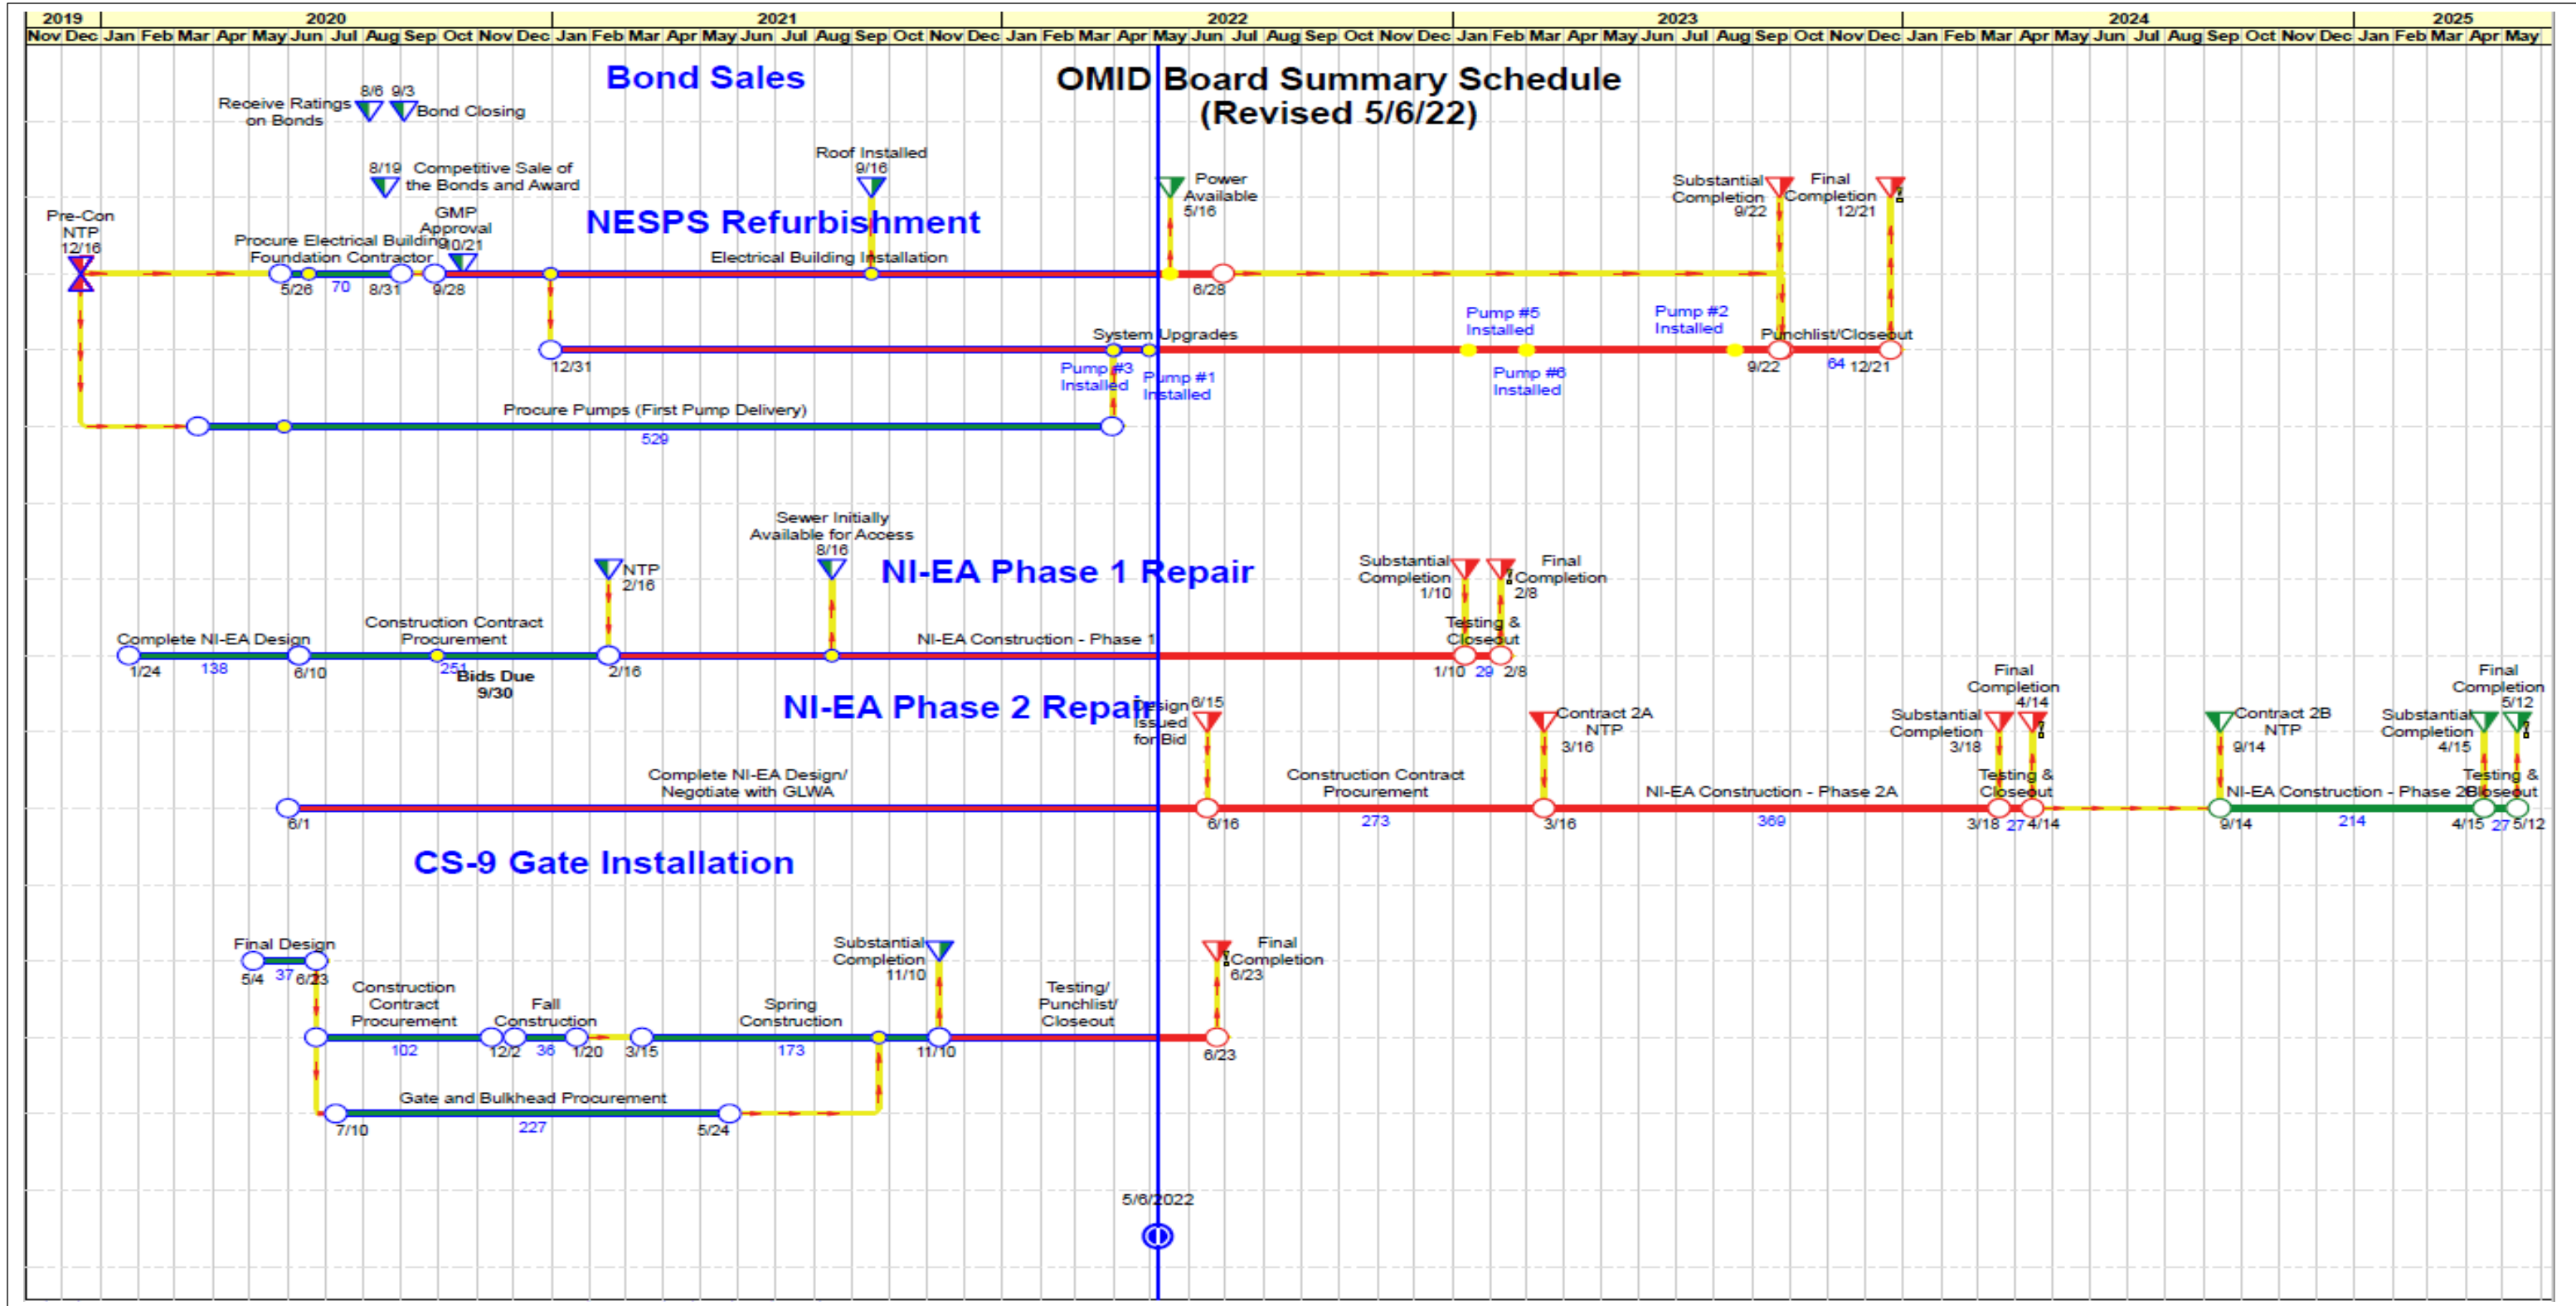 2019 2020 2021 2022 2023 2024 2025
Nov Dec Jan Feb Mar Apr May Jun Jul Aug Sep Oct Nov Dec Jan Feb Mar Apr May Jun Jul Aug Sep Oct Nov Dec Jan Feb Mar Apr May Jun Jul Aug Sep Oct Nov Dec Jan Feb Mar Apr May Jun Jul Aug Sep Oct Nov Dec Jan Feb Mar Apr May Jun Jul Aug Sep Oct Nov Dec Jan Feb Mar Apr May
OMID Board Summary Schedule
(Revised 5/6/22)
Bond Sales
8/6 9/3
Receive Ratings
on Bonds
Bond Closing
8/19 Competitive Sale of
the Bonds and Award
NESPS Refurbishment
Pre-Con
NTP
12/16
GMP
Approval
10/21
Procure Electrical Building
Foundation Contractor
5/26 70 8/31 9/28
Roof Installed
9/16
Electrical Building Installation
Power
Available
5/16
6/28
Substantial
Completion
9/22
Final
Completion
12/21
System Upgrades
12/31
Pump #3
Installed
Pump #1
Installed
Pump #5
Installed
Pump #6
Installed
Pump #2
Installed
Punchlist/Closeout
9/22 64 12/21
Procure Pumps (First Pump Delivery)
529
NI-EA Phase 1 Repair
NTP
2/16
Sewer Initially
Available for Access
8/16
Substantial
Completion
1/10
Final
Completion
2/8
Complete NI-EA Design
Construction Contract
Procurement
NI-EA Construction - Phase 1
Testing &
Closeout
1/24 138 6/10 251 2/16 1/10 29 2/8
Bids Due
9/30
NI-EA Phase 2 Repair
6/15
Design
Issued
for Bid
Contract 2A
NTP
3/16
Substantial
Completion
3/18
Final
Completion
4/14
Contract 2B
NTP
9/14
Substantial
Completion
4/15
Final
Completion
5/12
Complete NI-EA Design/
Negotiate with GLWA
Construction Contract
Procurement
NI-EA Construction - Phase 2A
Testing &
Closeout
NI-EA Construction - Phase 2B
Testing &
Closeout
6/1 6/16 273 3/16 369 3/18 27 4/14 9/14 214 4/15 27 5/12
CS-9 Gate Installation
Final Design
5/4 37 6/23
Substantial
Completion
11/10
Final
Completion
6/23
Construction
Contract
Procurement
Fall
Construction
Spring
Construction
Testing/
Punchlist/
Closeout
102 12/2 36 1/20 3/15 173 11/10 6/23
Gate and Bulkhead Procurement
7/10 227 5/24
5/6/2022